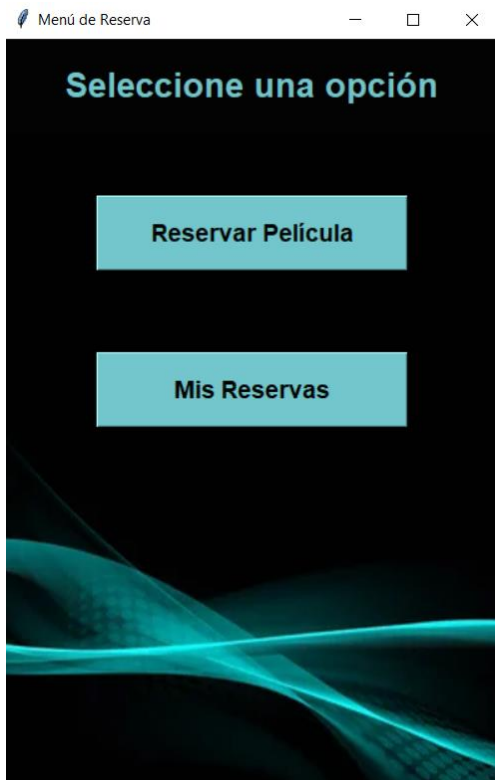 Menú de Reserva
Seleccione una opción
Reservar Película
Mis Reservas